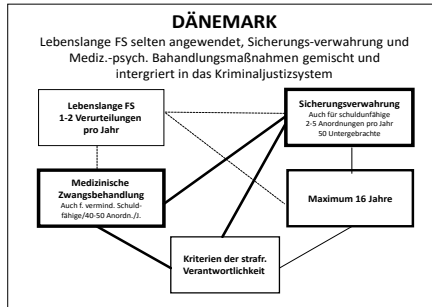 DÄNEMARK
Lebenslange FS selten angewendet, Sicherungs-verwahrung und
Mediz.-psych. Bahandlungsmaßnahmen gemischt und
intergriert in das Kriminaljustizsystem
Lebenslange FS
1-2 Verurteilungen
pro Jahr
Sicherungsverwahrung
Auch für schuldunfähige
2-5 Anordnungen pro Jahr
50 Untergebrachte
Medizinische
Zwangsbehandlung
Auch f. vermind. Schuld-
fähige/40-50 Anordn./J.
Maximum 16 Jahre
Kriterien der strafr.
Verantwortlichkeit